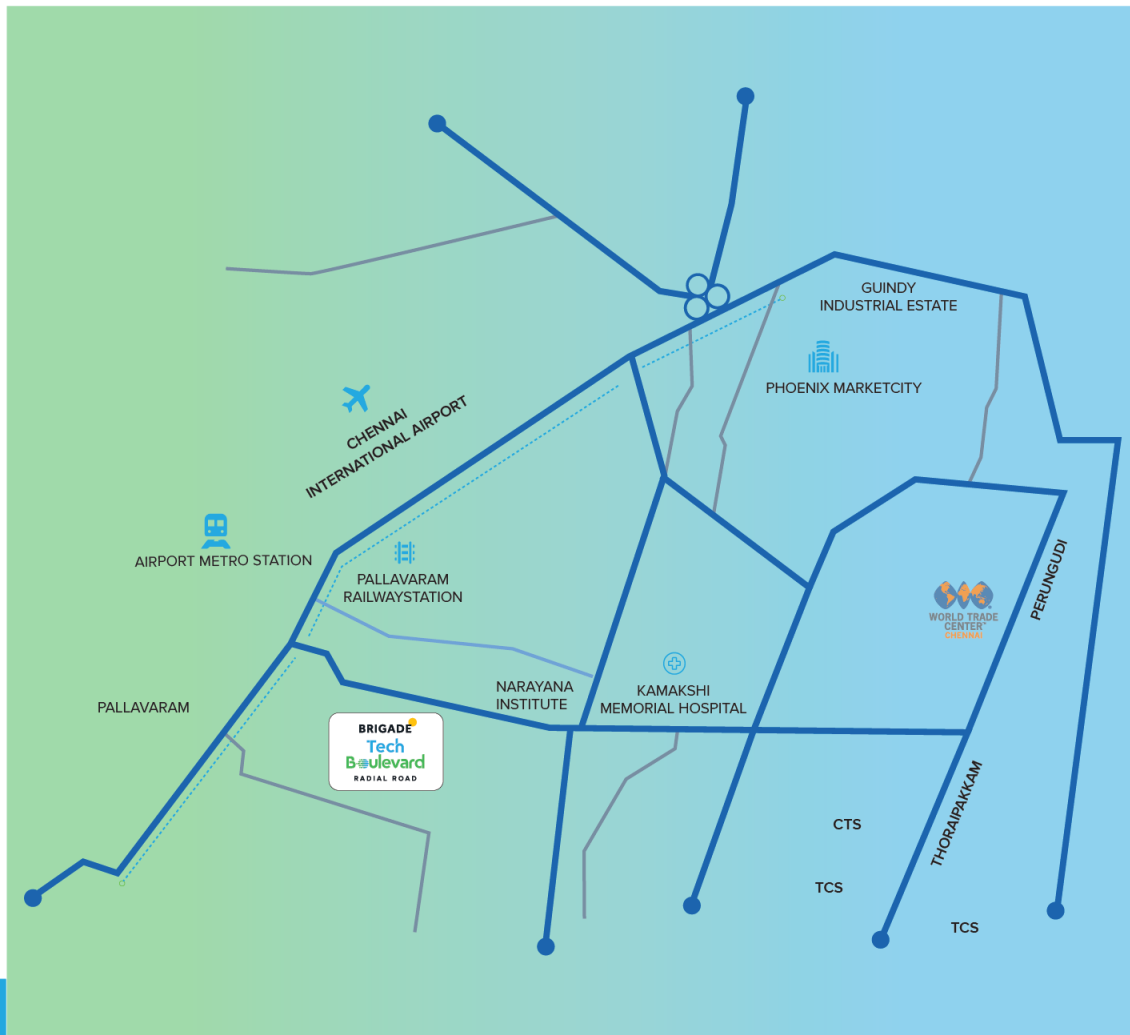 GUINDY
INDUSTRIAL ESTATE
PHOENIX MARKETCITY
CHENNAI
INTERNATIONAL AIRPORT
AIRPORT METRO STATION
PALLAVARAM
RAILWAYSTATION
PERUNGUDI
WORLD TRADE
CENTER
CHENNAI
NARAYANA
INSTITUTE
KAMAKSHI
MEMORIAL HOSPITAL
PALLAVARAM
BRIGADE
Tech
Boulevard
RADIAL ROAD
THORAIPAKKAM
CTS
TCS
TCS